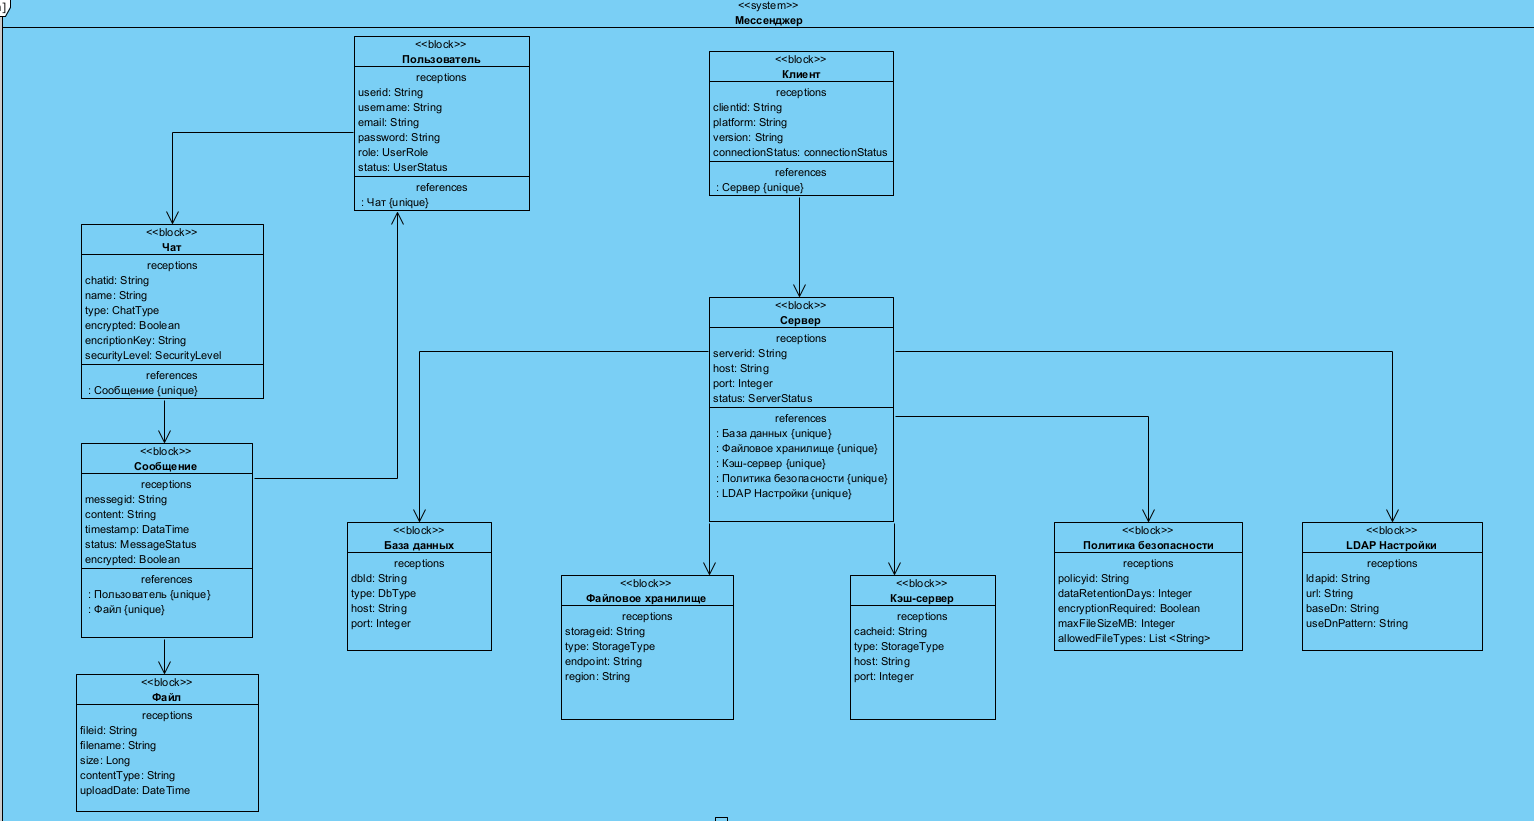 <<system>>
Мессенджер
<<block>>
Пользователь
receptions
userid: String
username: String
email: String
password: String
role: UserRole
status: UserStatus
references
: Чат {unique}
<<block>>
Клиент
receptions
clientid: String
platform: String
version: String
connectionStatus: connectionStatus
references
: Сервер {unique}
<<block>>
Чат
receptions
chatid: String
name: String
type: ChatType
encrypted: Boolean
encriptionKey: String
securityLevel: SecurityLevel
references
: Сообщение {unique}
<<block>>
Сервер
receptions
serverid: String
host: String
port: Integer
status: ServerStatus
references
: База данных {unique}
: Файловое хранилище {unique}
: Кэш-сервер {unique}
: Политика безопасности {unique}
: LDAP Настройки {unique}
<<block>>
Сообщение
receptions
messegid: String
content: String
timestamp: DataTime
status: MessageStatus
encrypted: Boolean
references
: Пользователь {unique}
: Файл {unique}
<<block>>
База данных
receptions
dbId: String
type: DbType
host: String
port: Integer
<<block>>
Файловое хранилище
receptions
storageid: String
type: StorageType
endpoint: String
region: String
<<block>>
Кэш-сервер
receptions
cacheid: String
type: StorageType
host: String
port: Integer
<<block>>
Политика безопасности
receptions
policyid: String
dataRetentionDays: Integer
encryptionRequired: Boolean
maxFileSizeMB: Integer
allowedFileTypes: List <String>
<<block>>
LDAP Настройки
receptions
ldapid: String
url: String
baseDn: String
useDnPattern: String
<<block>>
Файл
receptions
fileid: String
filename: String
size: Long
contentType: String
uploadDate: DateTime